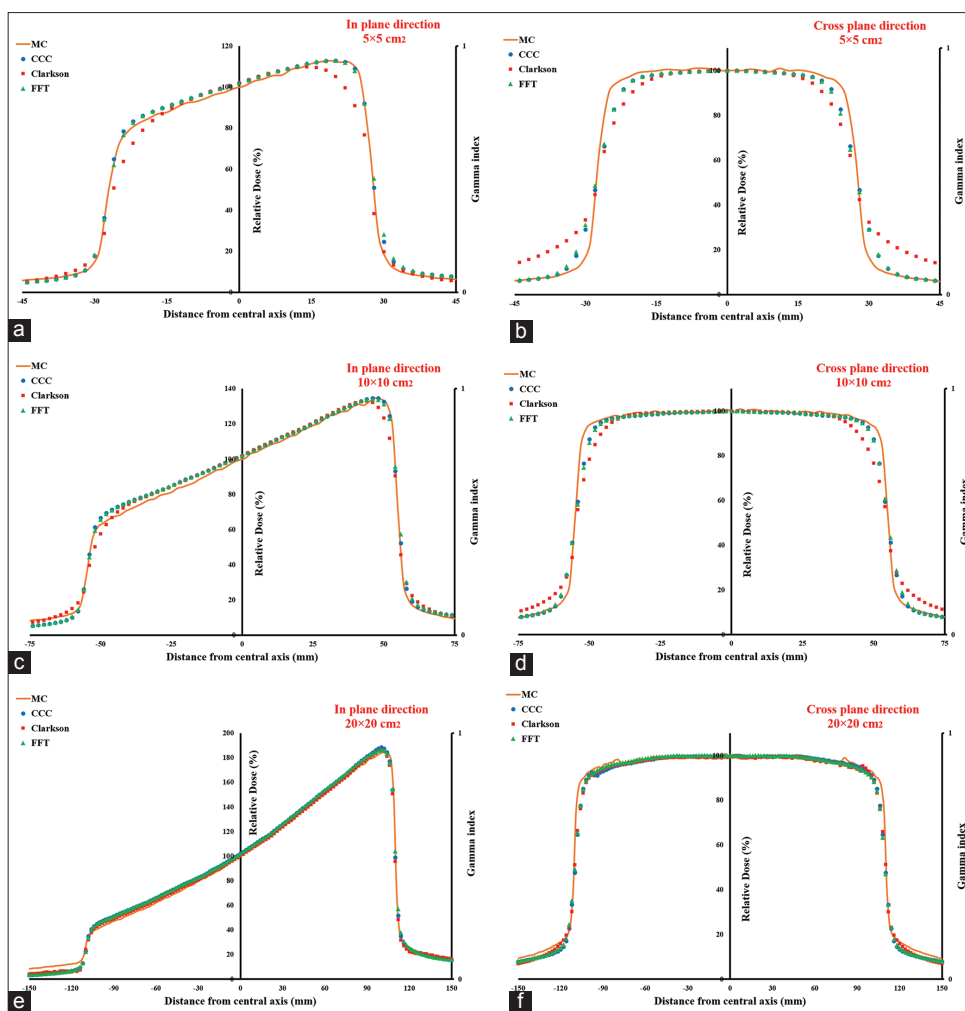 In plane direction
5×5 cm2
MC
CCC
Clarkson
FFT
120
100
80
60
40
20
0
1
0
Relative Dose (%)
Gamma index
-45
-30
-15
0
15
30
45
Distance from central axis (mm)
a
Cross plane direction
5×5 cm2
MC
CCC
Clarkson
FFT
100
80
60
40
20
0
1
0
Relative Dose (%)
Gamma index
-45
-30
-15
0
15
30
45
Distance from central axis (mm)
b
In plane direction
10×10 cm2
MC
CCC
Clarkson
FFT
140
120
100
80
60
40
20
0
1
0
Relative Dose (%)
Gamma index
-75
-50
-25
0
25
50
75
Distance from central axis (mm)
c
Cross plane direction
10×10 cm2
MC
CCC
Clarkson
FFT
100
80
60
40
20
0
1
0
Relative Dose (%)
Gamma index
-75
-50
-25
0
25
50
75
Distance from central axis (mm)
d
In plane direction
20×20 cm2
MC
CCC
Clarkson
FFT
200
180
160
140
120
100
80
60
40
20
0
1
0
Relative Dose (%)
Gamma index
-150
-120
-90
-60
-30
0
30
60
90
120
150
Distance from central axis (mm)
e
Cross plane direction
20×20 cm2
MC
CCC
Clarkson
FFT
100
80
60
40
20
0
1
0
Relative Dose (%)
Gamma index
-150
-120
-90
-60
-30
0
30
60
90
120
150
Distance from central axis (mm)
f